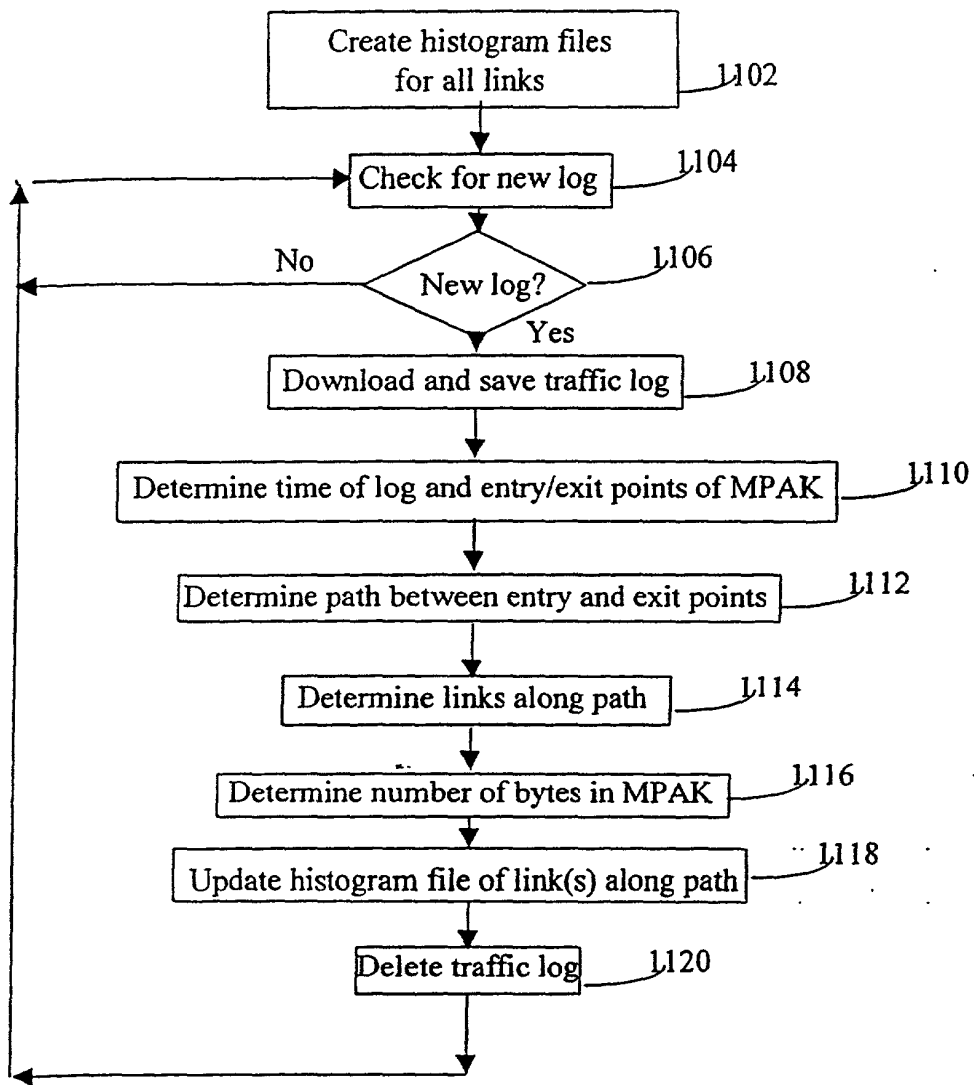 Create histogram files
for all links
1102
Check for new log
1104
No
New log?
1106
Yes
Download and save traffic log
1108
Determine time of log and entry/exit points of MPAK
1110
Determine path between entry and exit points
1112
Determine links along path
1114
Determine number of bytes in MPAK
1116
Update histogram file of link(s) along path
1118
Delete traffic log
1120